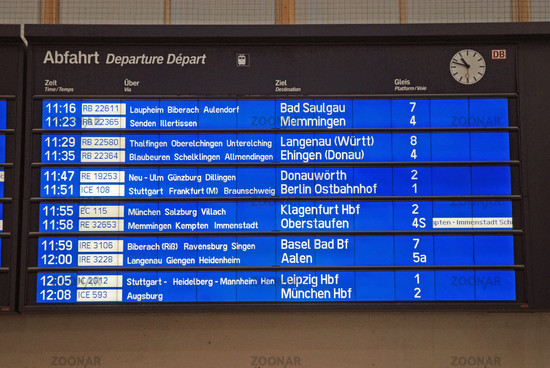 Abfahrt Departure Départ
DB
Zeit Über Ziel Gleis
Time/Temps Via Destination Platform/Voie
11:16 RB 22611 Laupheim Biberach Aulendorf Bad Saulgau 7
11:23 RB 22365 Senden Illertissen Memmingen 4
11:29 RB 22580 Thalfingen Oberelchingen Unterelching Langenau (Württ) 8
11:35 RB 22364 Blaubeuren Schelklingen Allmendingen Ehingen (Donau) 4
11:47 RE 19253 Neu-Ulm Günzburg Dillingen Donauwörth 2
11:51 ICE 108 Stuttgart Frankfurt(M) Braunschweig Berlin Ostbahnhof 1
11:55 EC 115 München Salzburg Villach Klagenfurt Hbf 2
11:58 RE 32653 Memmingen Kempten Immenstadt Oberstaufen 4S pten - Immenstadt Sch
11:59 IRE 3106 Biberach (Riß) Ravensburg Singen Basel Bad Bf 7
12:00 IRE 3228 Langenau Giengen Heidenheim Aalen 5a
12:05 IC 2012 Stuttgart - Heidelberg - Mannheim Han Leipzig Hbf 1
12:08 ICE 593 Augsburg München Hbf 2
ZOONAR ZOONAR ZOONAR